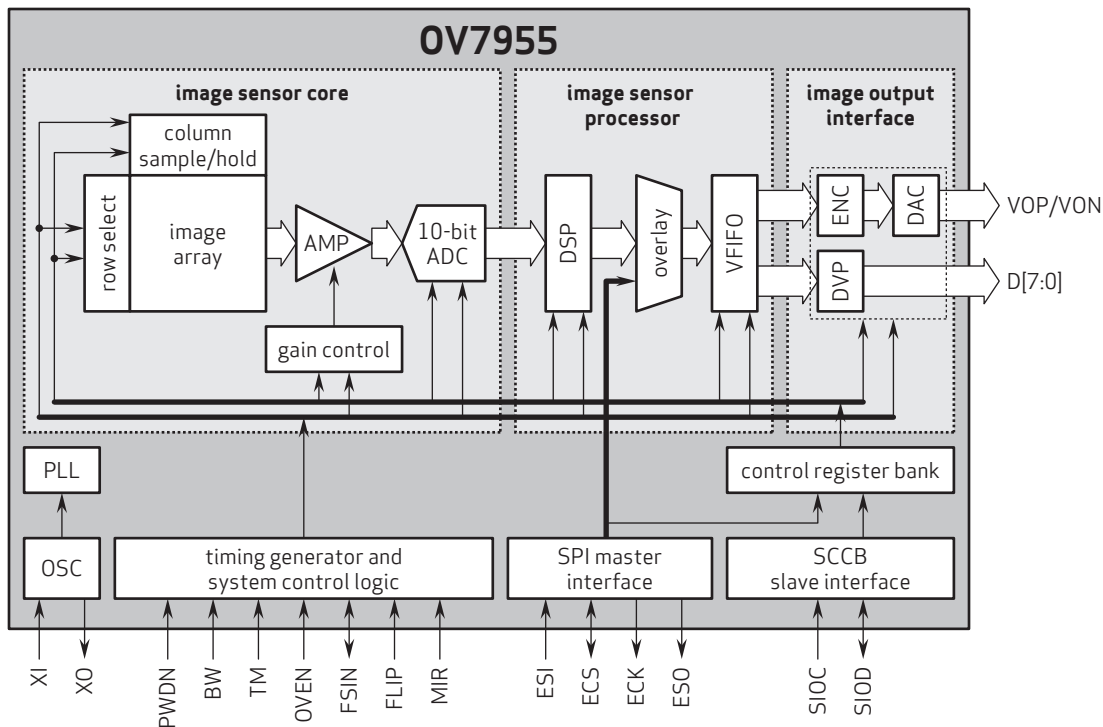 OV7955
image sensor core
image sensor
processor
image output
interface
column
sample/hold
row select
image
array
AMP
10-bit
ADC
gain control
DSP
overlay
VFIFO
ENC
DAC
DVP
VOP/VON
D[7:0]
PLL
control register bank
OSC
timing generator and
system control logic
SPI master
interface
SCCB
slave interface
XI
XO
PWDN
BW
TM
OVEN
FSIN
FLIP
MIR
ESI
ECS
ECK
ESO
SIOC
SIOD